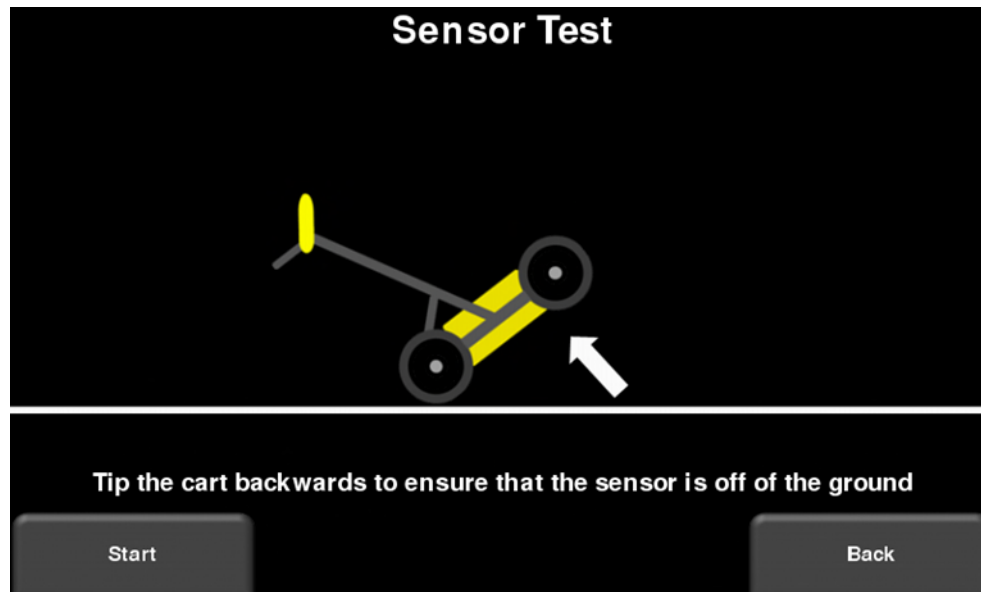 Sensor Test
Tip the cart backwards to ensure that the sensor is off of the ground
Start
Back